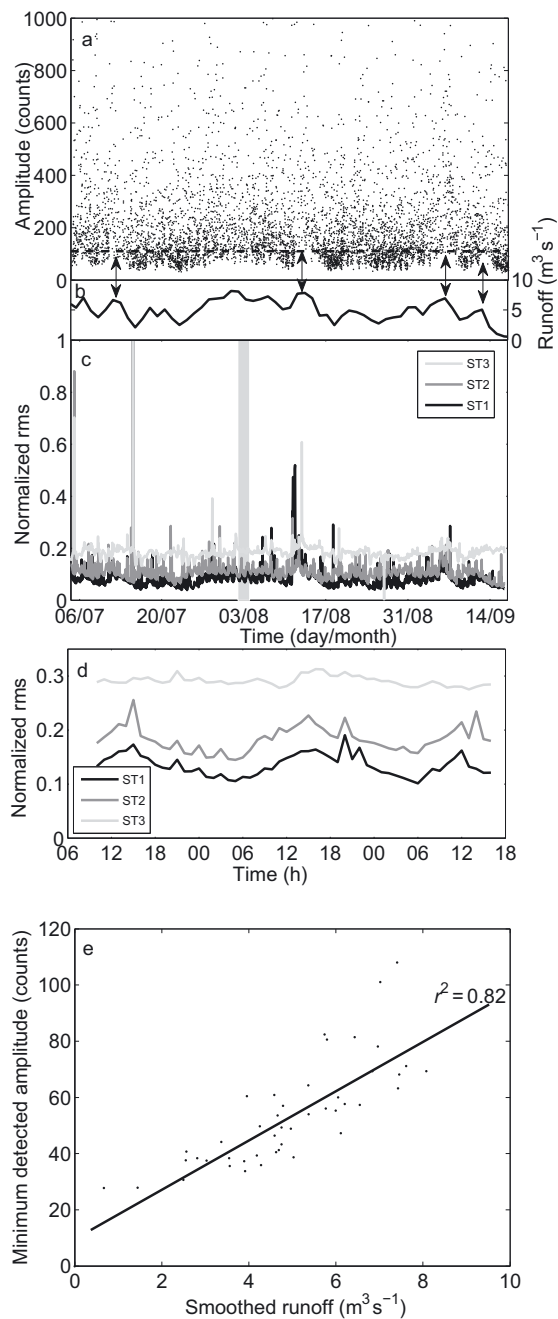 a
1000
800
600
400
200
0
Amplitude (counts)
b
10
5
0
Runoff (m³ s⁻¹)
c
1
0.8
0.6
0.4
0.2
0
Normalized rms
ST3
ST2
ST1
06/07 20/07 03/08 17/08 31/08 14/09
Time (day/month)
d
0.3
0.2
0.1
0
Normalized rms
ST1
ST2
ST3
06 12 18 00 06 12 18 00 06 12 18
Time (h)
e
120
100
80
60
40
20
0
Minimum detected amplitude (counts)
r² = 0.82
0 2 4 6 8 10
Smoothed runoff (m³ s⁻¹)